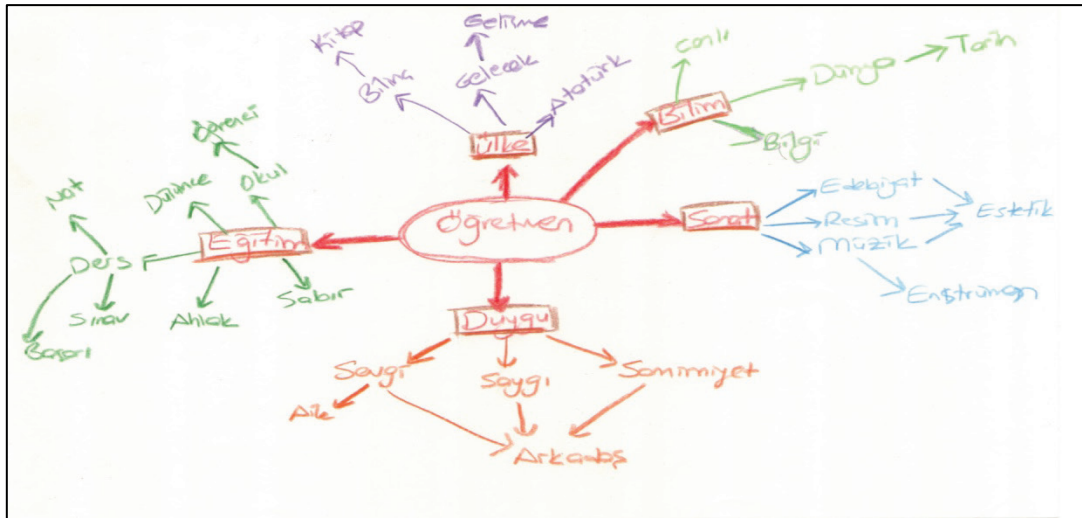 Kitap
Bilinç
Gelişme
Gelecek
Atatürk
Ülke
Canlı
Dünya
Tarih
Bilim
Bilgi
Öğrenci
Okul
Düşünce
Not
Eğitim
Ders
Sınav
Başarı
Ahlak
Sabır
Öğretmen
Sanat
Edebiyat
Resim
Müzik
Estetik
Enstrüman
Duygu
Sevgi
Saygı
Samimiyet
Aile
Arkadaş